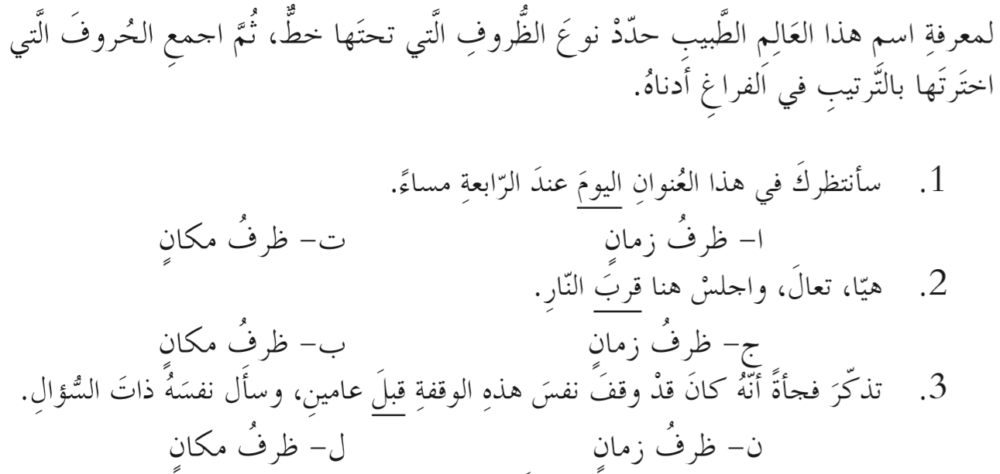 لمعرفةِ اسم هذا العَالِمِ الطَّبيبِ حدّدْ نوعَ الظُّروفِ الَّتي تحتَها خطٌّ، ثُمَّ اجمعِ الحُروفَ الَّتي
اختَرتَها بالتَّرتيبِ في الفراغِ أدناهُ.
1. سأنتظركَ في هذا العُنوانِ اليومَ عندَ الرّابعةِ مساءً.
ا– ظرفُ زمانٍ ت– ظرفُ مكانٍ
2. هيّا، تعالَ، واجلسْ هنا قربَ النّارِ.
ج– ظرفُ زمانٍ ب– ظرفُ مكانٍ
3. تذكّرَ فجأةً أنّهُ كانَ قدْ وقفَ نفسَ هذهِ الوقفةِ قبلَ عامينِ، وسأَل نفسَهُ ذاتَ السُّؤالِ.
ن– ظرفُ زمانٍ ل– ظرفُ مكانٍ